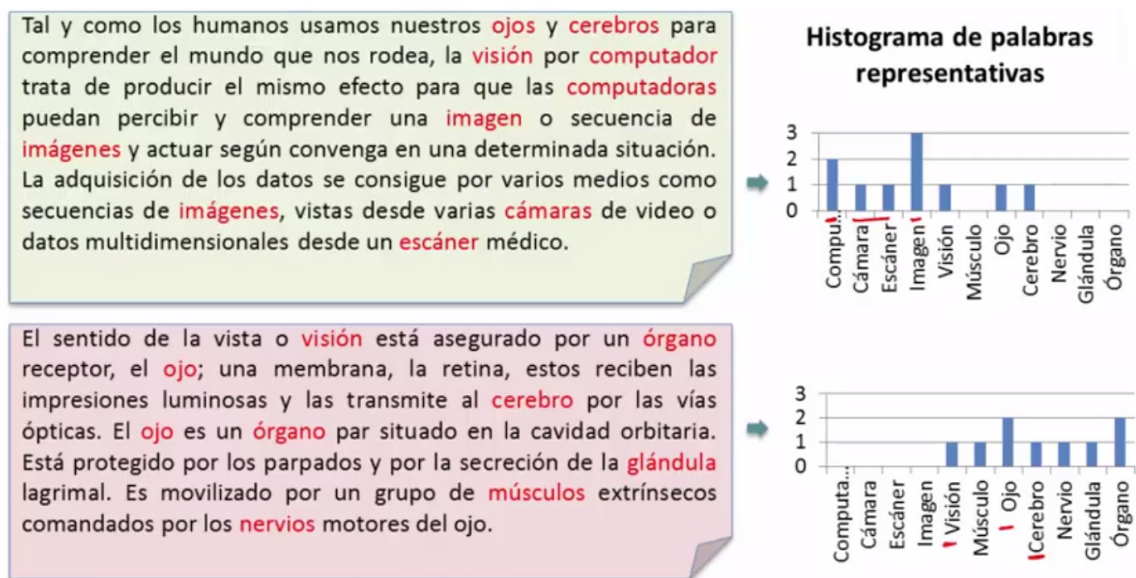 Tal y como los humanos usamos nuestros ojos y cerebros para
comprender el mundo que nos rodea, la visión por computador
trata de producir el mismo efecto para que las computadoras
puedan percibir y comprender una imagen o secuencia de
imágenes y actuar según convenga en una determinada situación.
La adquisición de los datos se consigue por varios medios como
secuencias de imágenes, vistas desde varias cámaras de video o
datos multidimensionales desde un escáner médico.
Histograma de palabras
representativas
3
2
1
0
Compu...
Cámara
Escáner
Imagen
Visión
Músculo
Ojo
Cerebro
Nervio
Glándula
Órgano
El sentido de la vista o visión está asegurado por un órgano
receptor, el ojo; una membrana, la retina, estos reciben las
impresiones luminosas y las transmite al cerebro por las vías
ópticas. El ojo es un órgano par situado en la cavidad orbitaria.
Está protegido por los parpados y por la secreción de la glándula
lagrimal. Es movilizado por un grupo de músculos extrínsecos
comandados por los nervios motores del ojo.
3
2
1
0
Computa...
Cámara
Escáner
Imagen
Visión
Músculo
Ojo
Cerebro
Nervio
Glándula
Órgano